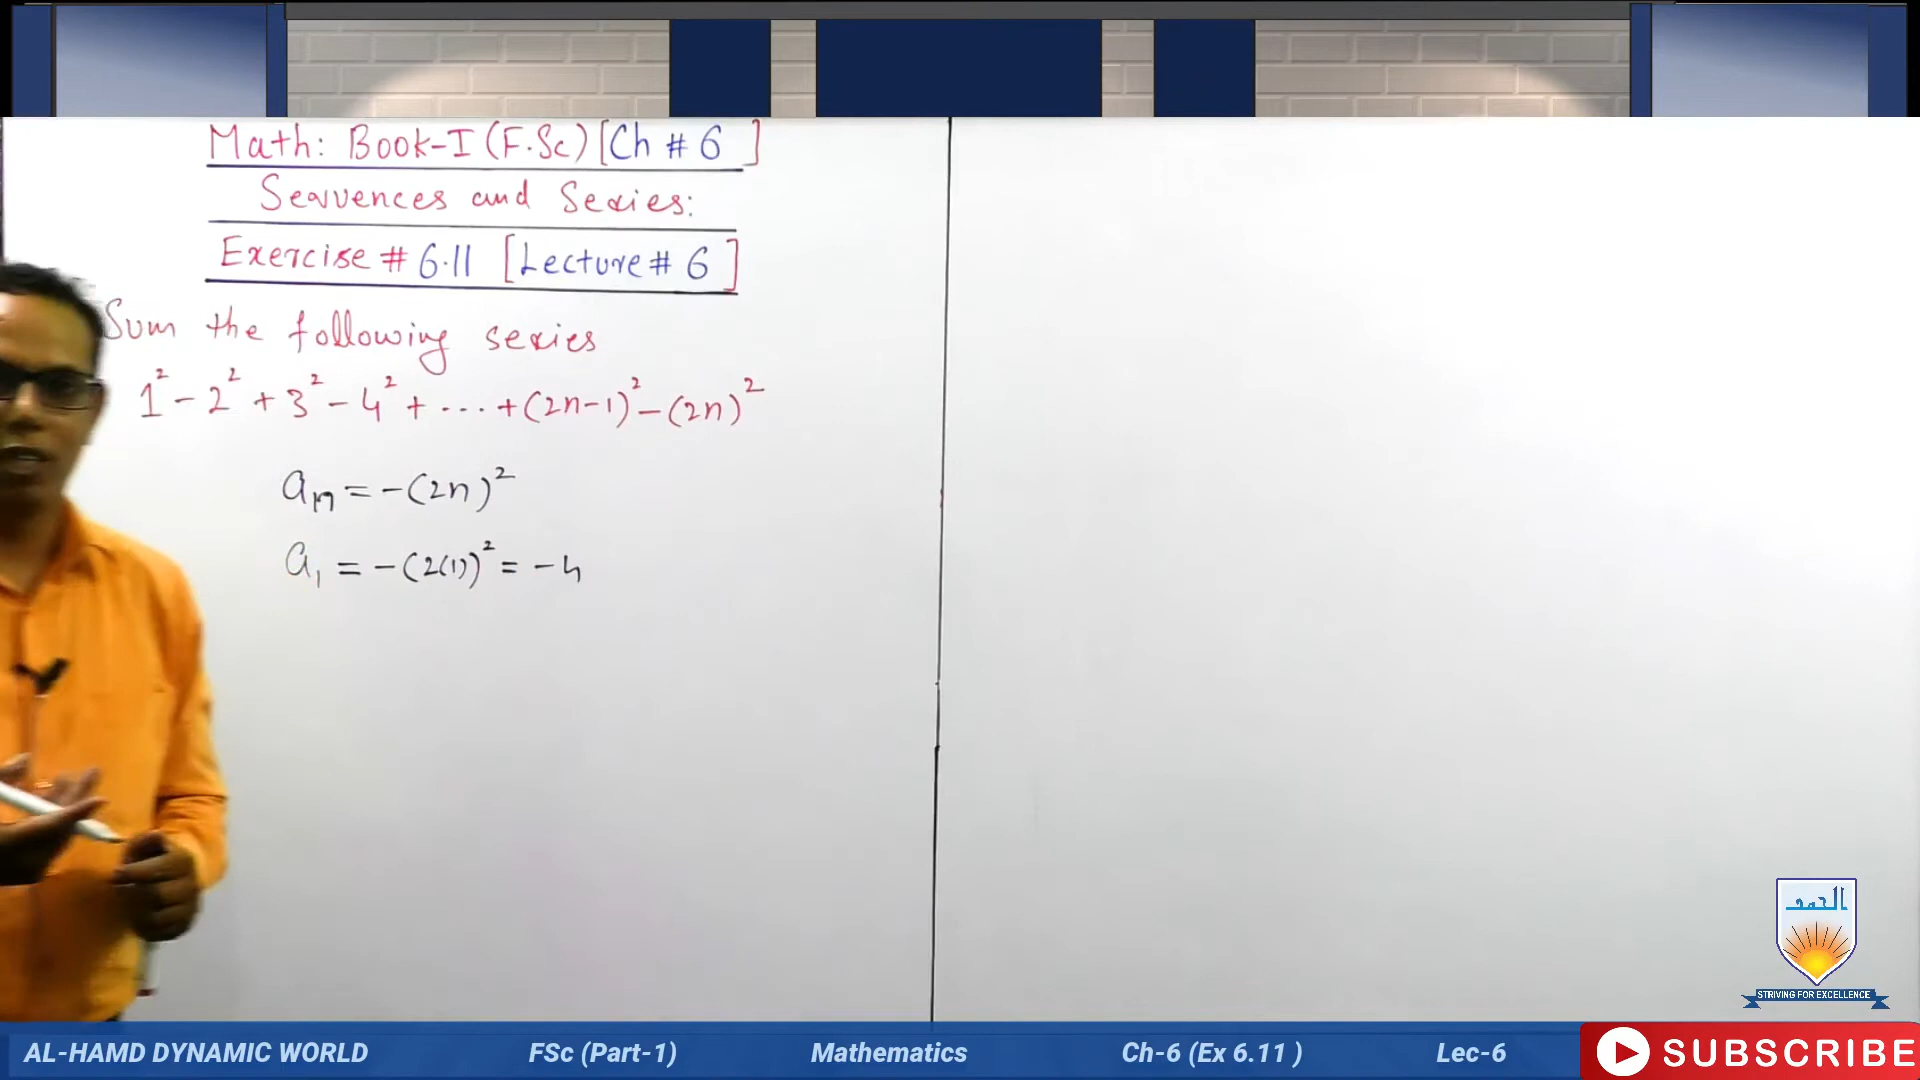 Math: Book-I (F.Sc) [Ch # 6 ]
Sequences and Series:
Exercise # 6.11 [Lecture # 6 ]
Sum the following series
1² - 2² + 3² - 4² + ... + (2n-1)² - (2n)²
aₙ = -(2n)²
a₁ = -(2(1))² = -4
الحمد
STRIVING FOR EXCELLENCE
AL-HAMD DYNAMIC WORLD FSc (Part-1) Mathematics Ch-6 (Ex 6.11 ) Lec-6 SUBSCRIBE